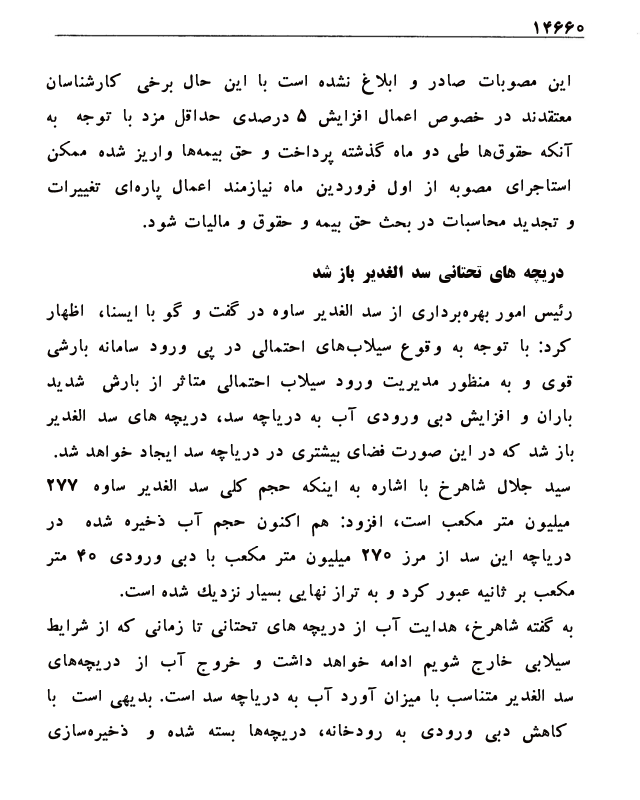 ۱۴۶۶۰
این مصوبات صادر و ابلاغ نشده است با این حال برخی کارشناسان
معتقدند در خصوص اعمال افزایش ۵ درصدی حداقل مزد با توجه به
آنکه حقوق‌ها طی دو ماه گذشته پرداخت و حق بیمه‌ها واریز شده ممکن
استاجرای مصوبه از اول فروردین ماه نیازمند اعمال پاره‌ای تغییرات
و تجدید محاسبات در بحث حق بیمه و حقوق و مالیات شود.
دریچه های تحتانی سد الغدیر باز شد
رئیس امور بهره‌برداری از سد الغدیر ساوه در گفت و گو با ایسنا، اظهار
کرد: با توجه به وقوع سیلاب‌های احتمالی در پی ورود سامانه بارشی
قوی و به منظور مدیریت ورود سیلاب احتمالی متاثر از بارش شدید
باران و افزایش دبی ورودی آب به دریاچه سد، دریچه های سد الغدیر
باز شد که در این صورت فضای بیشتری در دریاچه سد ایجاد خواهد شد.
سید جلال شاهرخ با اشاره به اینکه حجم کلی سد الغدیر ساوه ۲۷۷
میلیون متر مکعب است، افزود: هم اکنون حجم آب ذخیره شده در
دریاچه این سد از مرز ۲۷۰ میلیون متر مکعب با دبی ورودی ۴۰ متر
مکعب بر ثانیه عبور کرد و به تراز نهایی بسیار نزدیك شده است.
به گفته شاهرخ، هدایت آب از دریچه های تحتانی تا زمانی که از شرایط
سیلابی خارج شویم ادامه خواهد داشت و خروج آب از دریچه‌های
سد الغدیر متناسب با میزان آورد آب به دریاچه سد است. بدیهی است با
کاهش دبی ورودی به رودخانه، دریچه‌ها بسته شده و ذخیره‌سازی